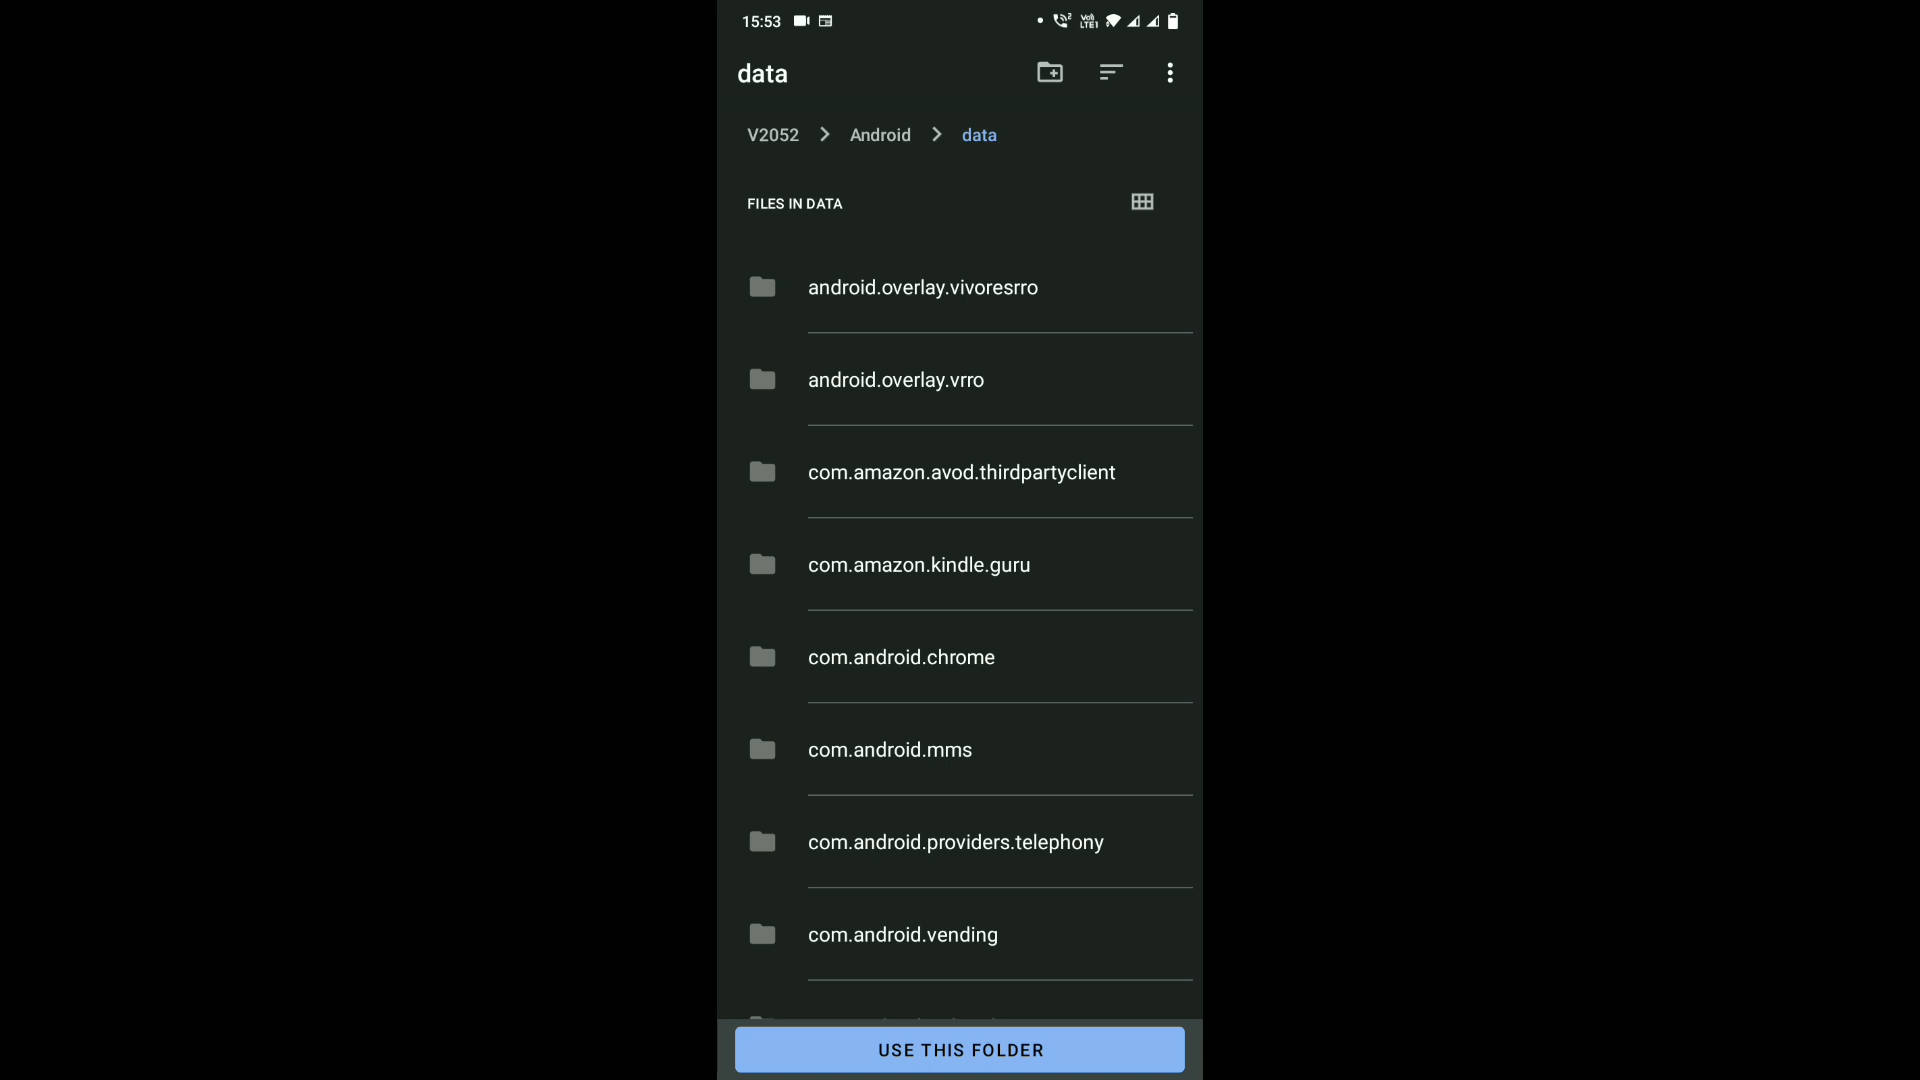 15:53
data
V2052 Android data
FILES IN DATA
android.overlay.vivoresrro
android.overlay.vrro
com.amazon.avod.thirdpartyclient
com.amazon.kindle.guru
com.android.chrome
com.android.mms
com.android.providers.telephony
com.android.vending
USE THIS FOLDER